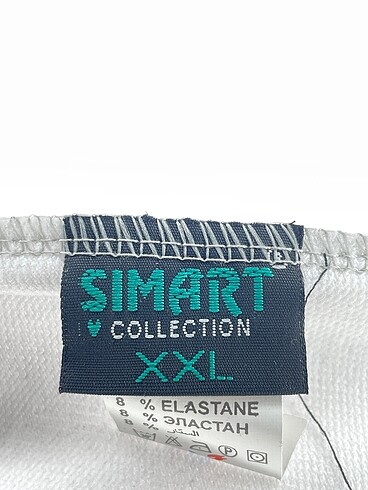 SIMART ®
I ♥ COLLECTION
XXL
8 % ELASTANE
8 % ЭЛАСТАН